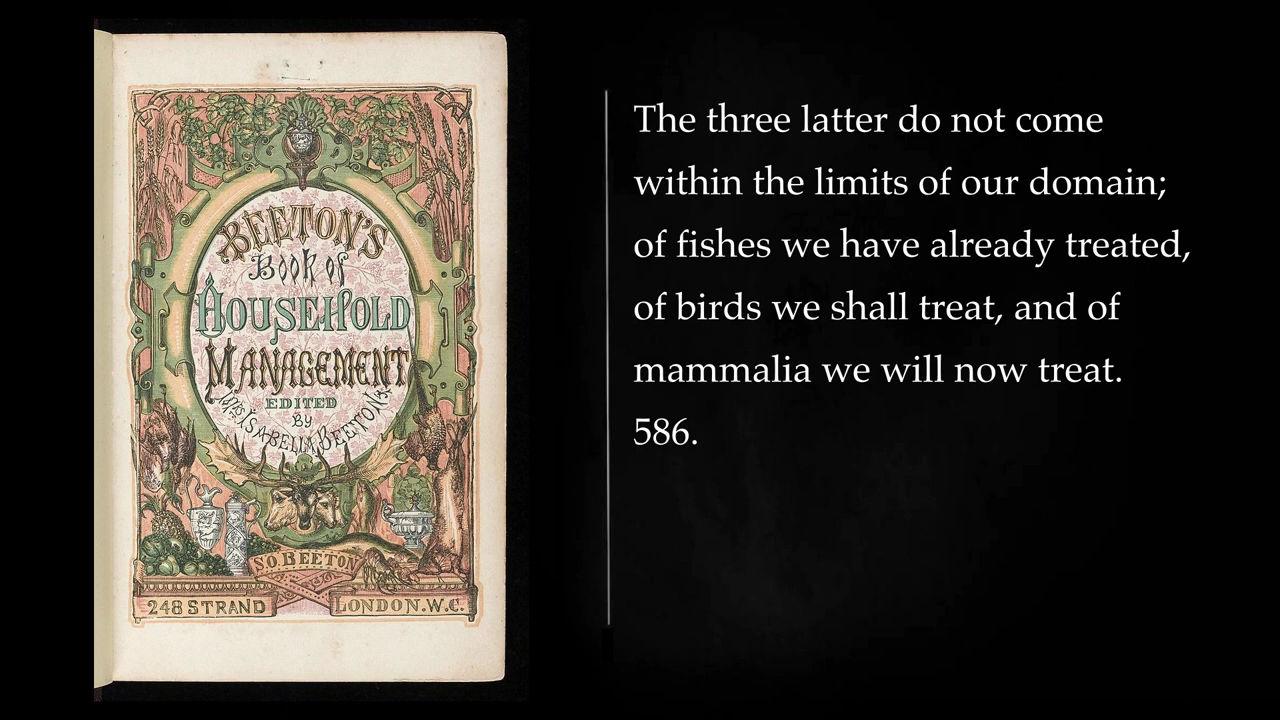 BEETON'S
Book of
HOUSEHOLD
MANAGEMENT
EDITED
BY
MRS ISABELLA BEETON
S.O. BEETON
248 STRAND
LONDON. W.C.
The three latter do not come
within the limits of our domain;
of fishes we have already treated,
of birds we shall treat, and of
mammalia we will now treat.
586.